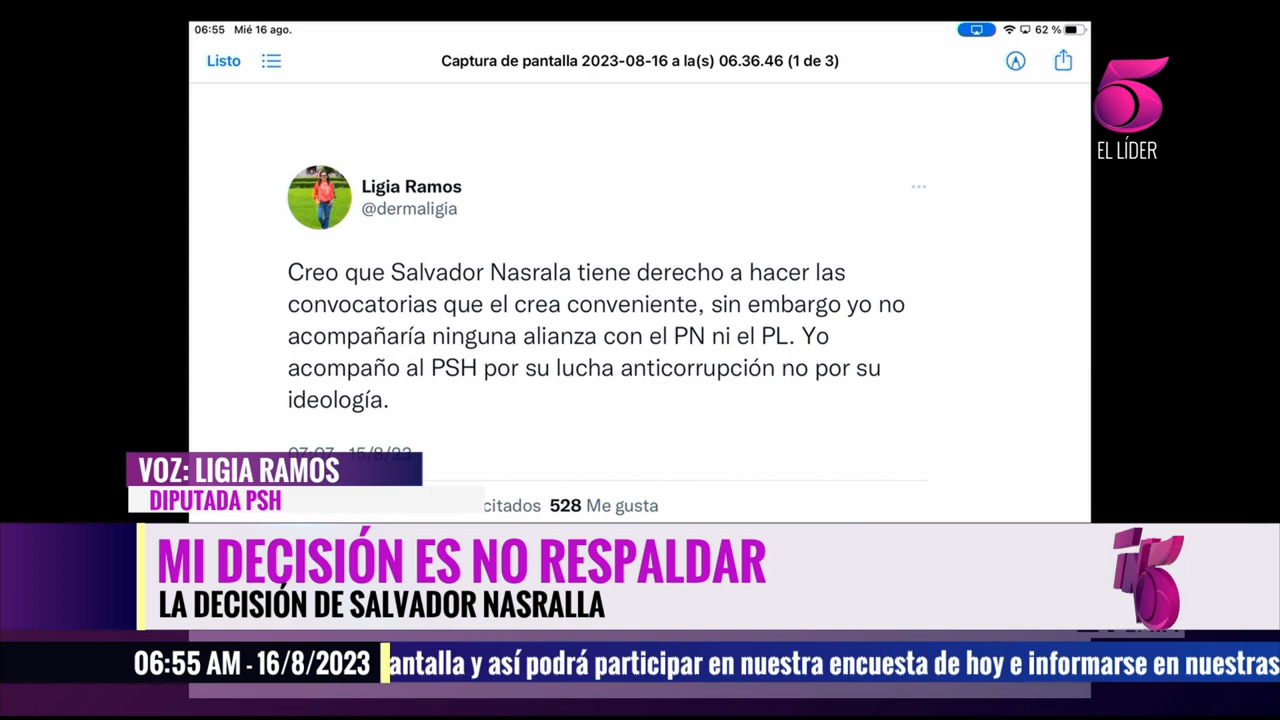 06:55 Mié 16 ago.
62 %
Listo
Captura de pantalla 2023-08-16 a la(s) 06.36.46 (1 de 3)
5
EL LÍDER
Ligia Ramos
@dermaligia
Creo que Salvador Nasrala tiene derecho a hacer las
convocatorias que el crea conveniente, sin embargo yo no
acompañaría ninguna alianza con el PN ni el PL. Yo
acompaño al PSH por su lucha anticorrupción no por su
ideología.
07:07 · 15/8/23
VOZ: LIGIA RAMOS
DIPUTADA PSH
citados 528 Me gusta
MI DECISIÓN ES NO RESPALDAR
LA DECISIÓN DE SALVADOR NASRALLA
06:55 AM - 16/8/2023
antalla y así podrá participar en nuestra encuesta de hoy e informarse en nuestras